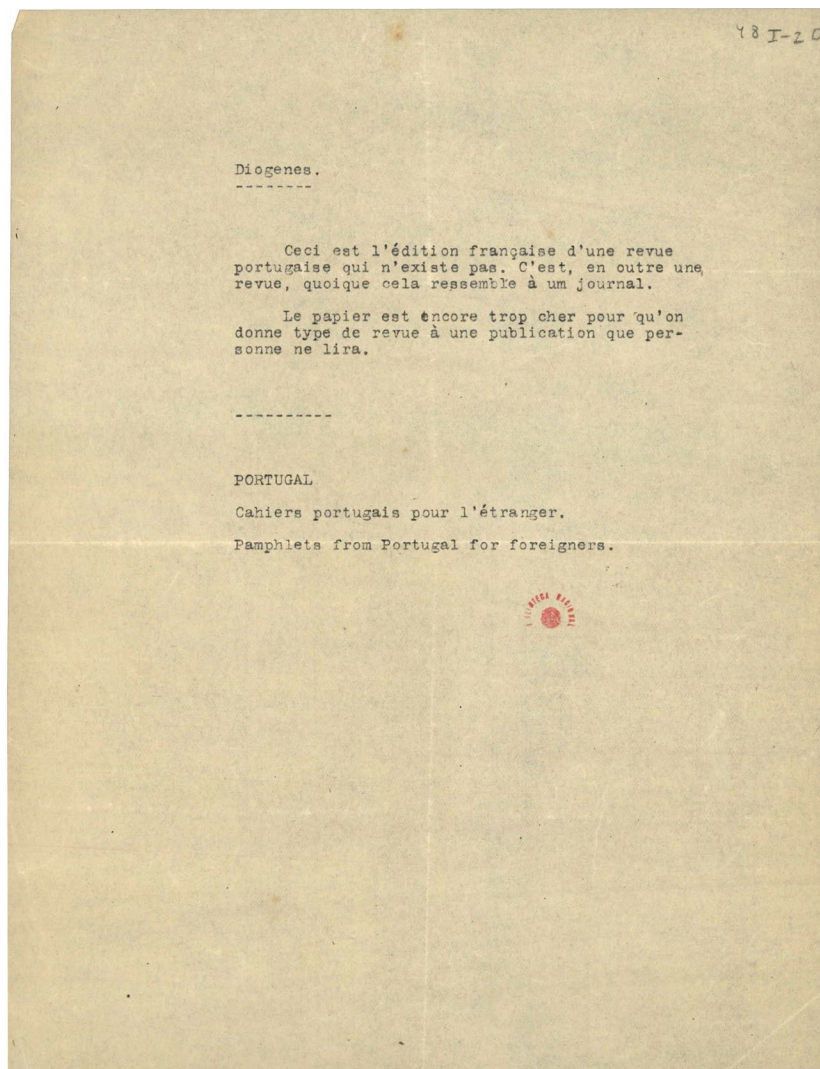 48 I-20
Diogenes.
--------
Ceci est l'édition française d'une revue
portugaise qui n'existe pas. C'est, en outre une
revue, quoique cela ressemble à um journal.
Le papier est encore trop cher pour qu'on
donne type de revue à une publication que per-
sonne ne lira.
----------
PORTUGAL
Cahiers portugais pour l'étranger.
Pamphlets from Portugal for foreigners.
NACIONAL